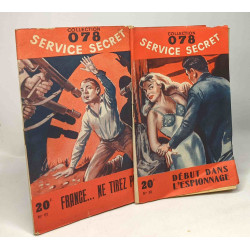 COLLECTION
078
SERVICE SECRET
20F
FRANCE... NE TIREZ P
COLLECTION
078
SERVICE SECRET
20F
DÉBUT DANS
L'ESPIONNAGE